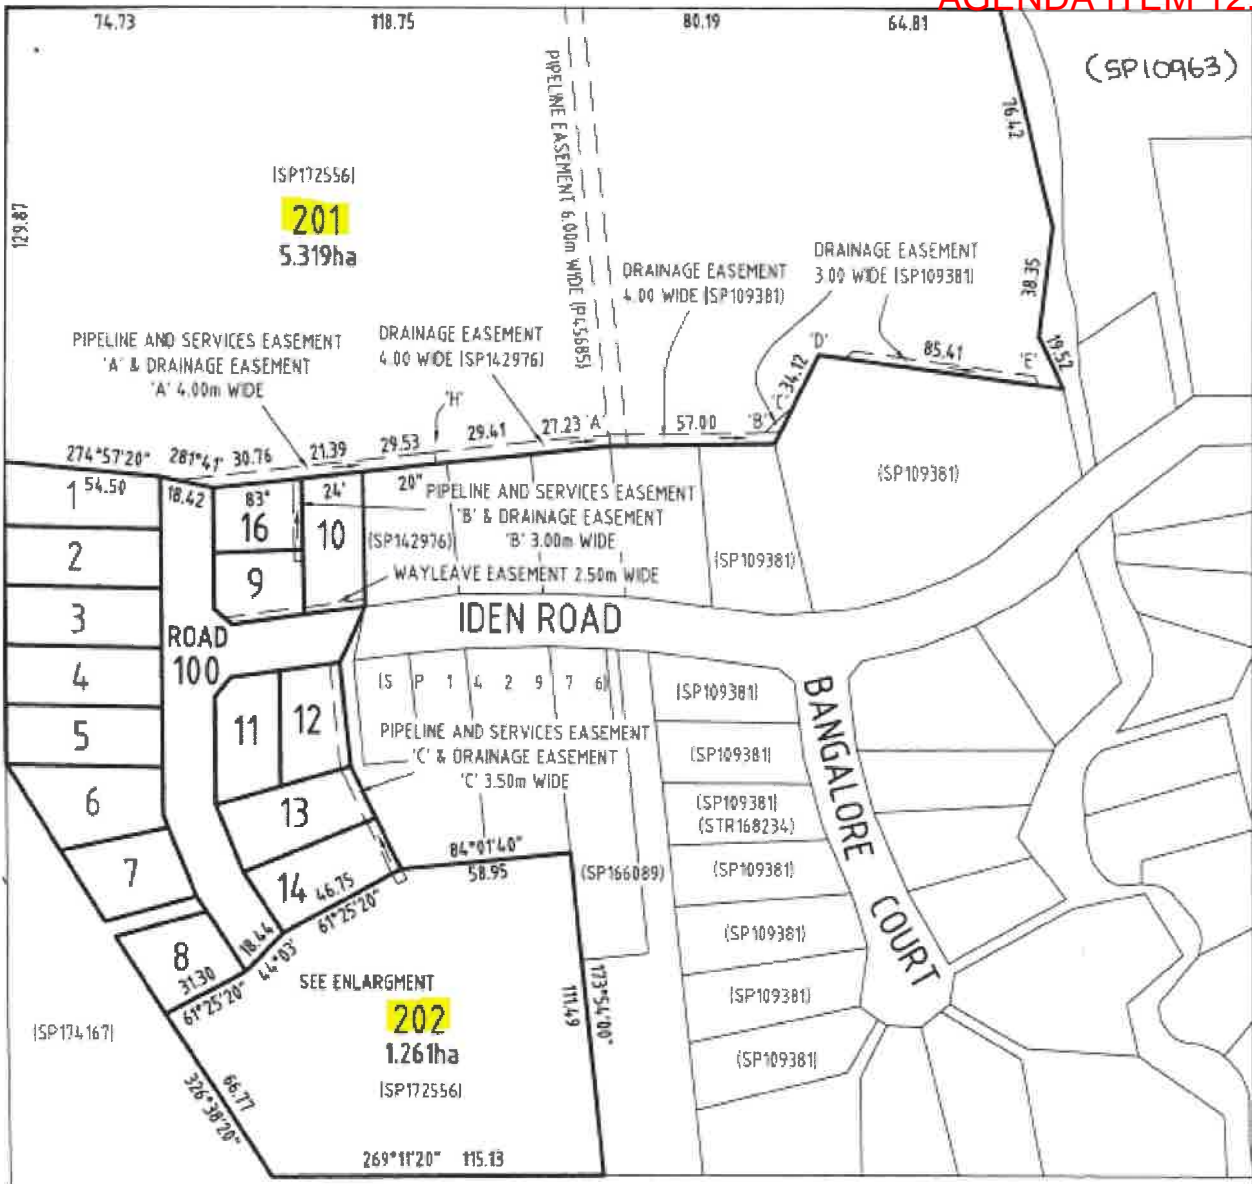 AGENDA ITEM 12.
74.73
118.75
80.19
64.81
(SP10963)
76.42
PIPELINE EASEMENT 6.00m WIDE (P145685)
(SP172556)
201
5.319ha
129.87
DRAINAGE EASEMENT
4.00 WIDE (SP109381)
DRAINAGE EASEMENT
3.00 WIDE (SP109381)
38.35
19.52
PIPELINE AND SERVICES EASEMENT
'A' & DRAINAGE EASEMENT
'A' 4.00m WIDE
DRAINAGE EASEMENT
4.00 WIDE (SP142976)
'H'
'D'
85.41
'E'
34.12
'C'
274°57'20"
281°41'
30.76
21.39
29.53
29.41
27.23
'A'
57.00
'B'
1
54.50
18.42
83°
24'
20"
16
10
PIPELINE AND SERVICES EASEMENT
'B' & DRAINAGE EASEMENT
'B' 3.00m WIDE
(SP142976)
(SP109381)
(SP109381)
2
9
WAYLEAVE EASEMENT 2.50m WIDE
3
ROAD
100
IDEN ROAD
4
5
6
7
8
11
12
(S P 1 4 2 9 7 6)
PIPELINE AND SERVICES EASEMENT
'C' & DRAINAGE EASEMENT
'C' 3.50m WIDE
13
14
46.75
61°25'20"
84°01'40"
58.95
(SP166089)
(SP109381)
(SP109381)
(SP109381)
(STR168234)
(SP109381)
(SP109381)
(SP109381)
(SP109381)
BANGALORE COURT
18.44
44°03'
31.30
61°25'20"
SEE ENLARGMENT
202
1.261ha
(SP172556)
111.49
173°54'00"
(SP174167)
66.77
326°38'20"
269°11'20" 115.13